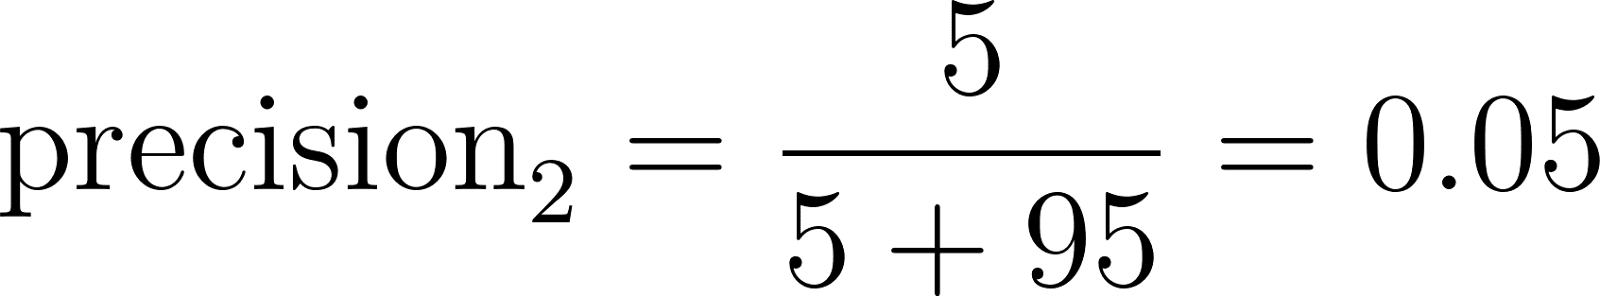 precision₂ = 5 / (5 + 95) = 0.05